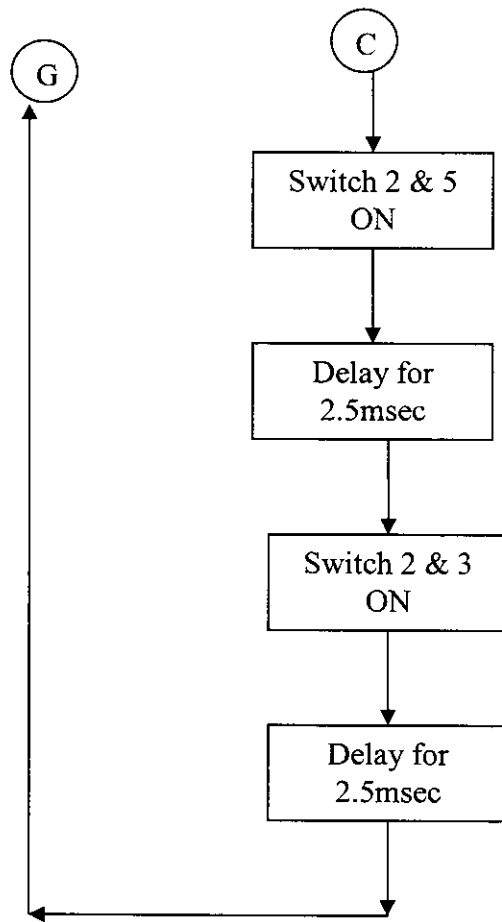 G
C
Switch 2 & 5
ON
Delay for
2.5msec
Switch 2 & 3
ON
Delay for
2.5msec